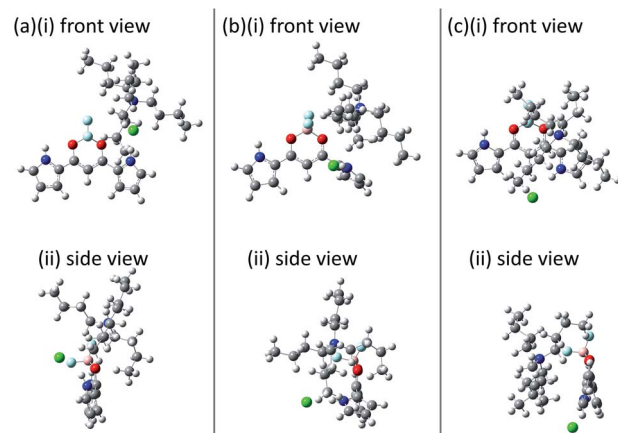 (a)(i) front view
(b)(i) front view
(c)(i) front view
(ii) side view
(ii) side view
(ii) side view